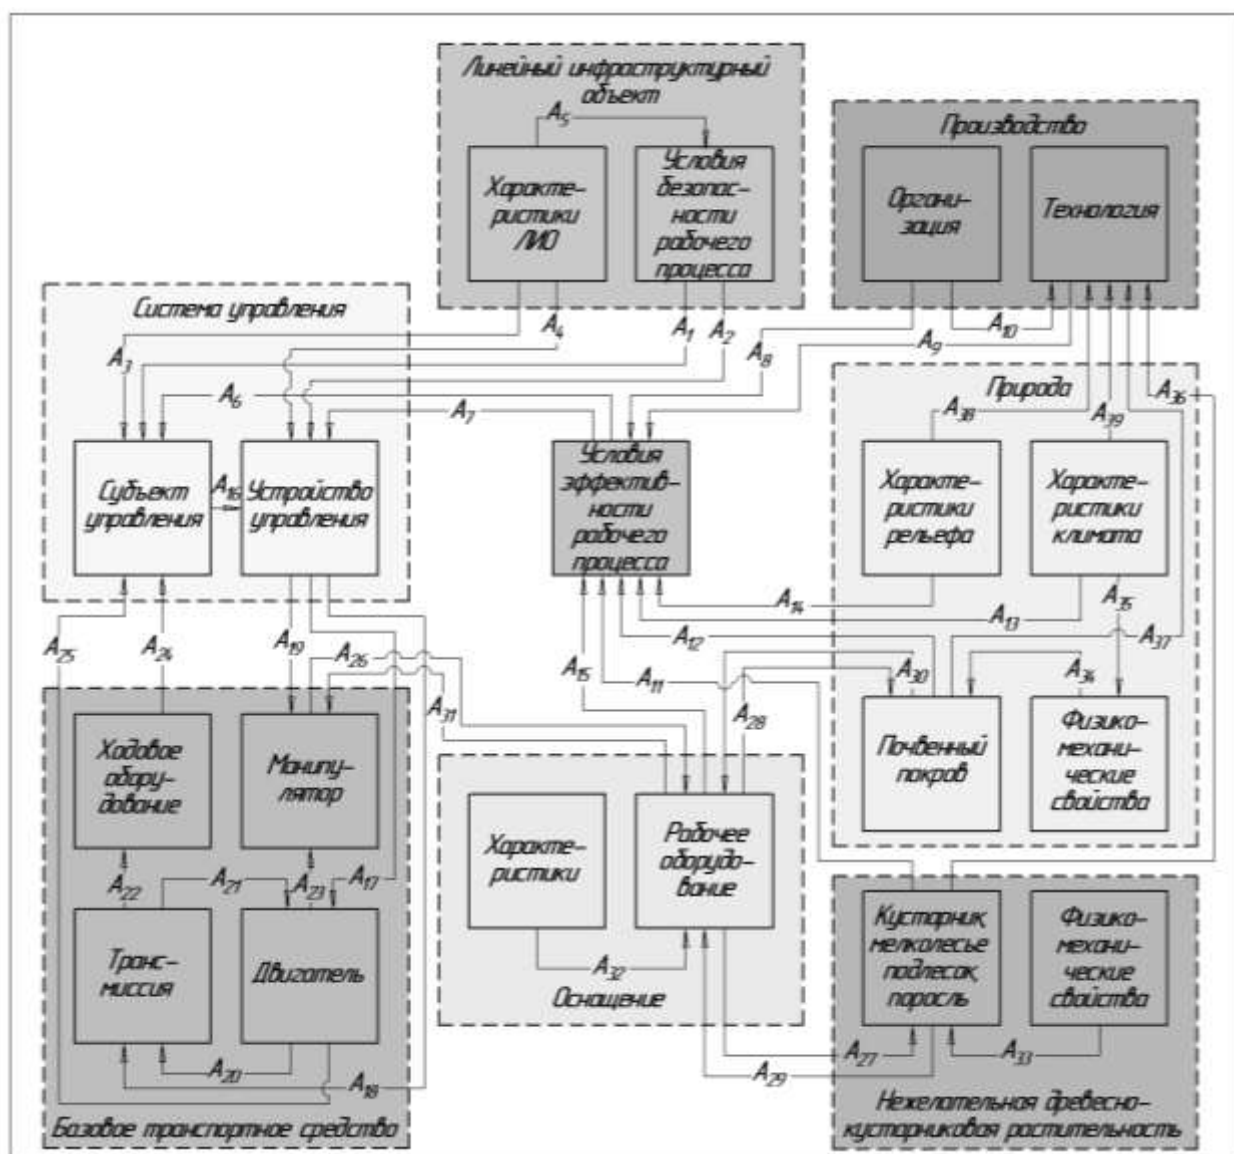 Линейный инфраструктурный
объект
A5
Характе-
ристики
ЛИО
Условия
безопас-
ности
рабочего
процесса
Производство
Органи-
зация
Технология
Система управления
A3
A4
A1
A2
A8
A10
A9
A6
A7
Субъект
управления
A16
Устройство
управления
Условия
эффектив-
ности
рабочего
процесса
Природа
A38
A39
A36
Характе-
ристики
рельефа
Характе-
ристики
климата
A14
A13
A35
A37
A12
A30
A34
A25
A24
A19
A26
A31
A15
A11
A28
Почвенный
покров
Физико-
механи-
ческие
свойства
Ходовое
обору-
дование
Манипу-
лятор
A22
A21
A23
A17
Транс-
миссия
Двигатель
A20
A18
Базовое транспортное средство
Характе-
ристики
Рабочее
оборудо-
вание
A32
Оснащение
Кустарник,
мелколесье
подлесок,
поросль
Физико-
механи-
ческие
свойства
A27
A29
A33
Нежелательная древесно-
кустарниковая растительность